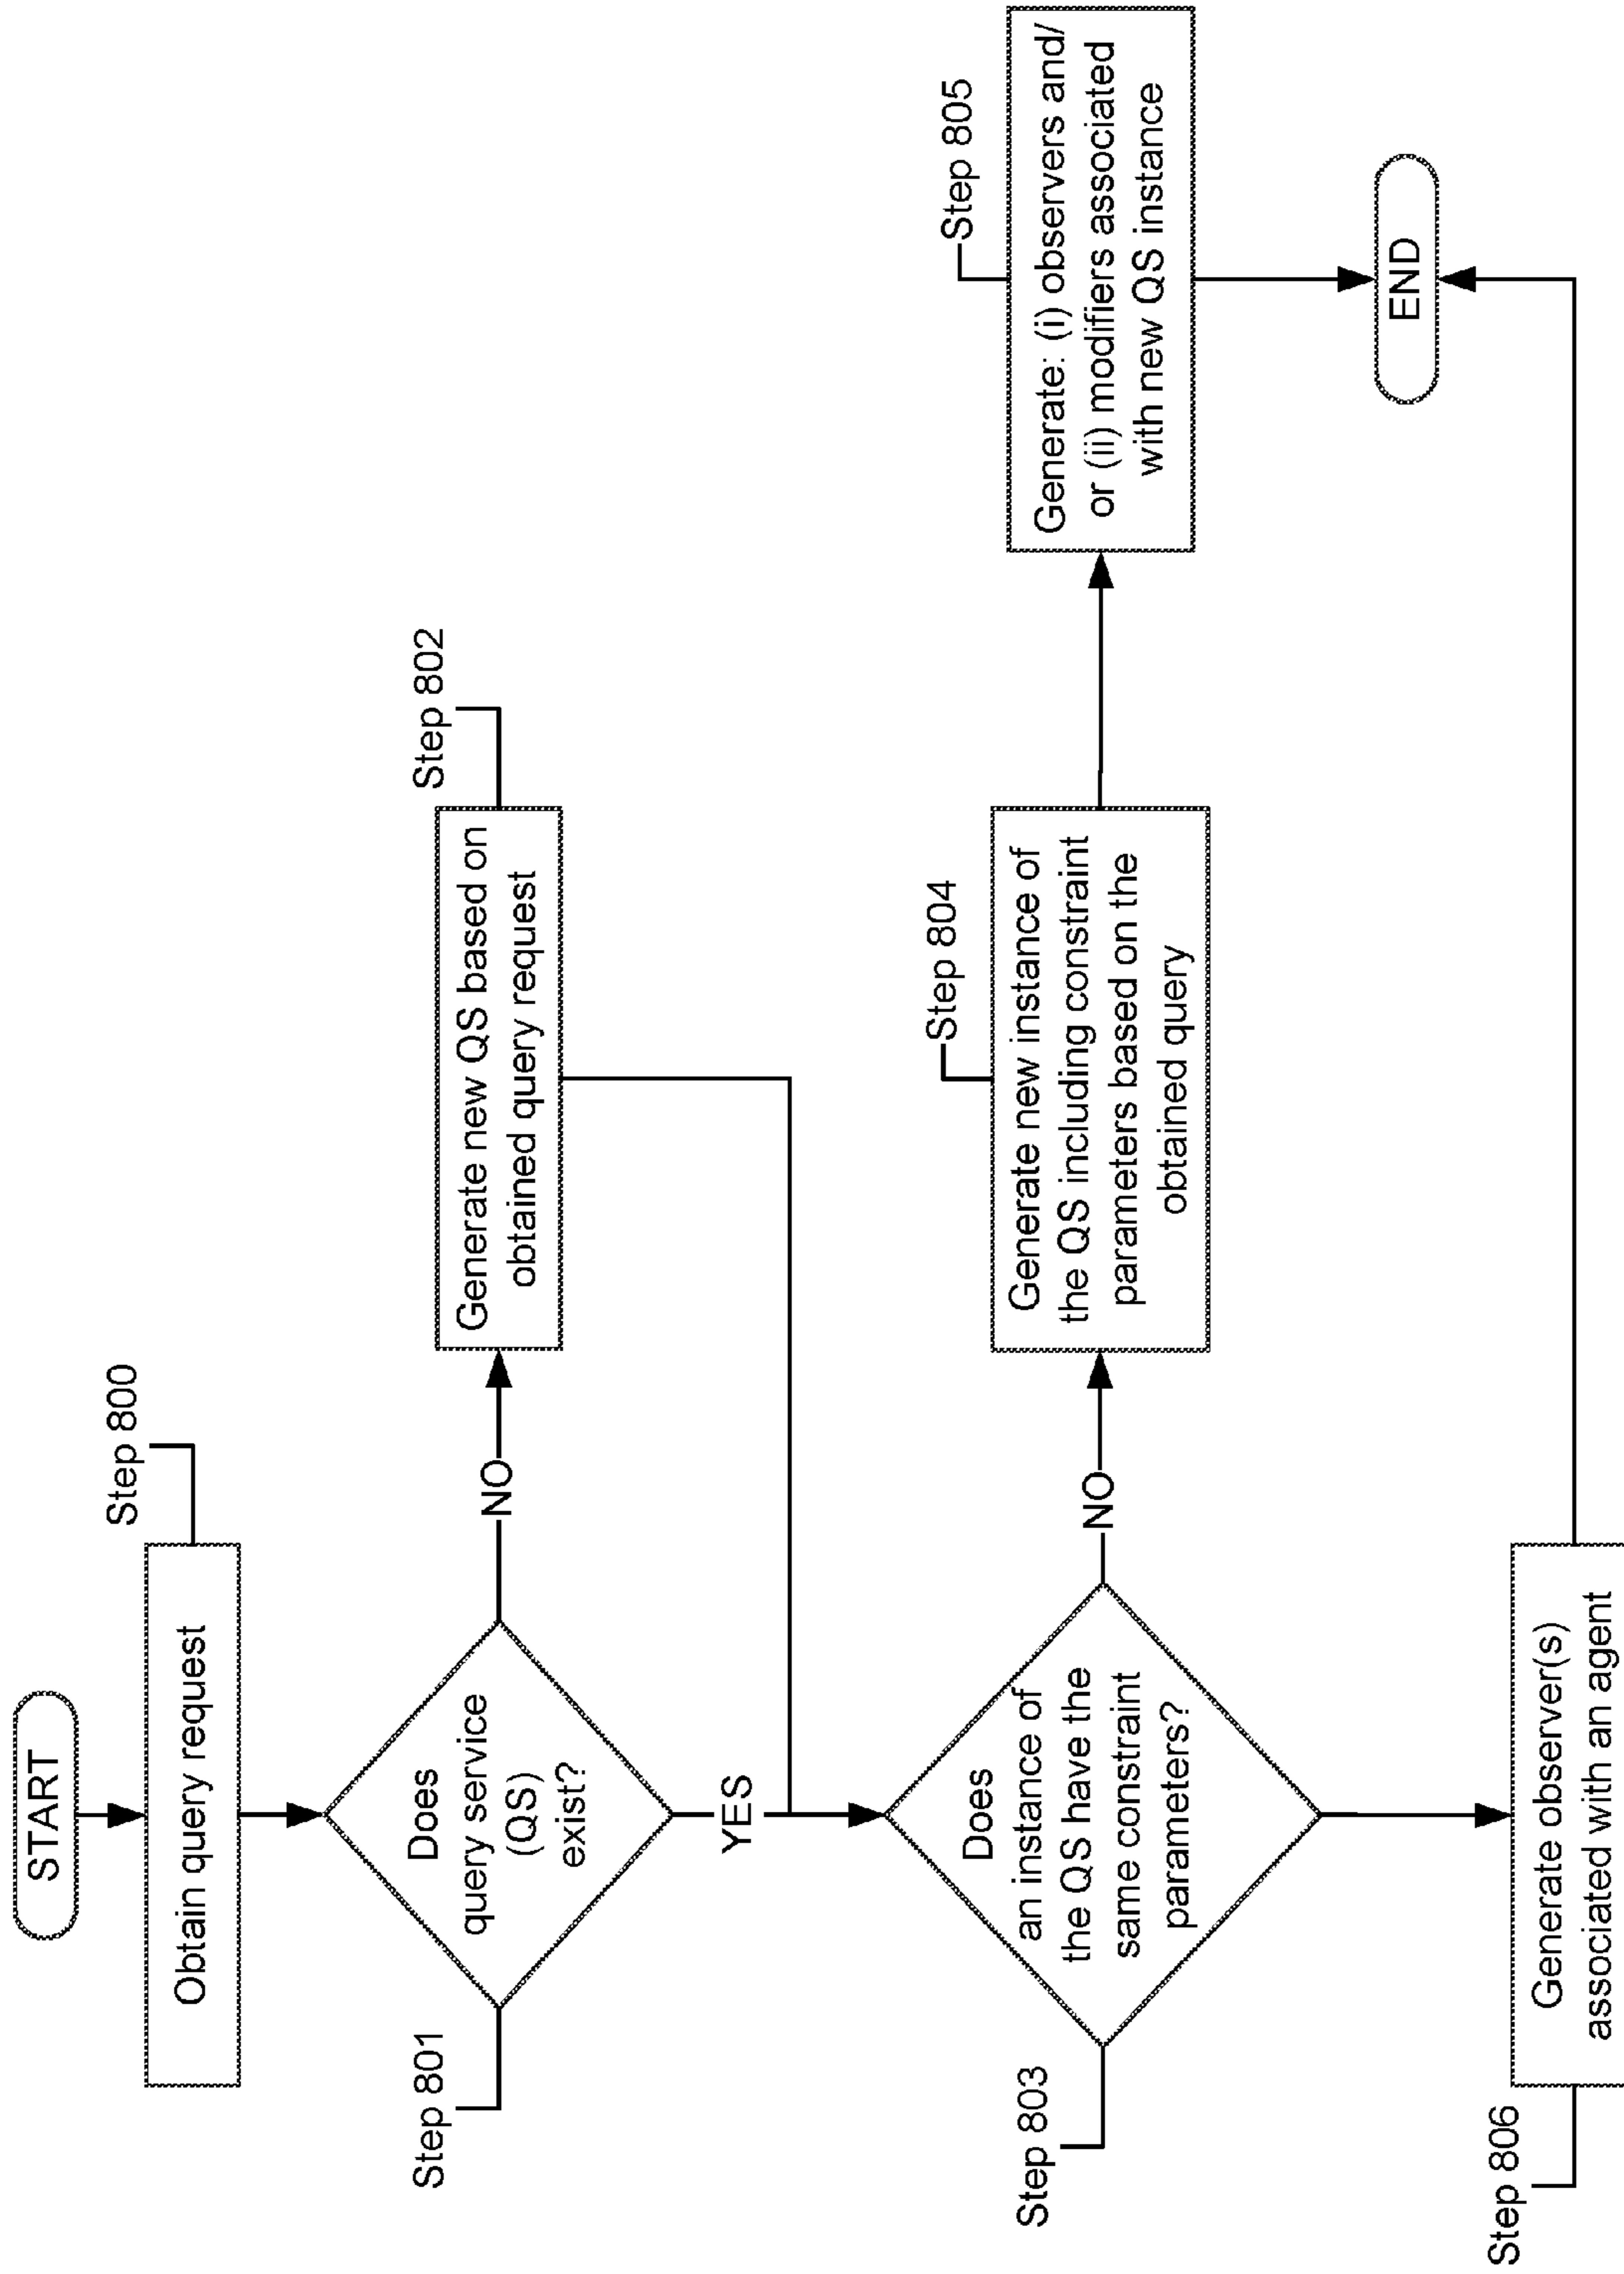 START
Step 800
Obtain query request
Step 801
Does
query service
(QS)
exist?
NO
Step 802
Generate new QS based on
obtained query request
YES
Step 803
Does
an instance of
the QS have the
same constraint
parameters?
NO
Step 804
Generate new instance of
the QS including constraint
parameters based on the
obtained query
Step 805
Generate: (i) observers and/
or (ii) modifiers associated
with new QS instance
Step 806
Generate observer(s)
associated with an agent
END